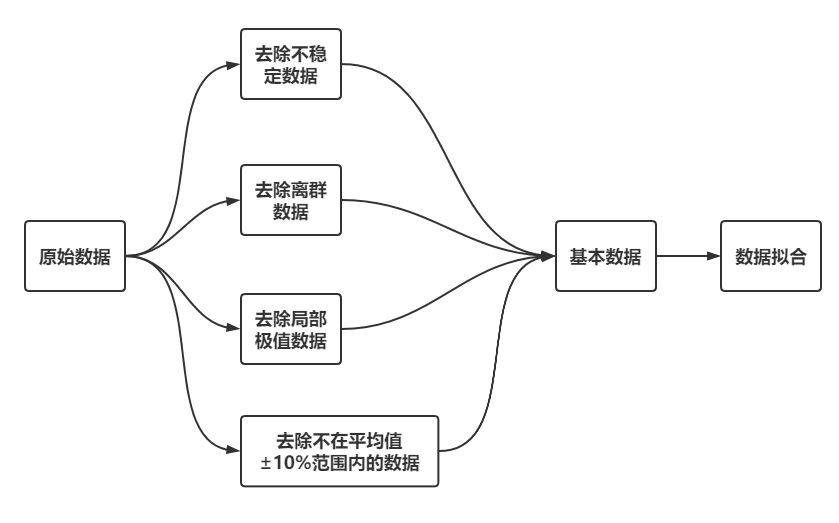 去除不稳
定数据
去除离群
数据
原始数据
基本数据
数据拟合
去除局部
极值数据
去除不在平均值
±10%范围内的数据